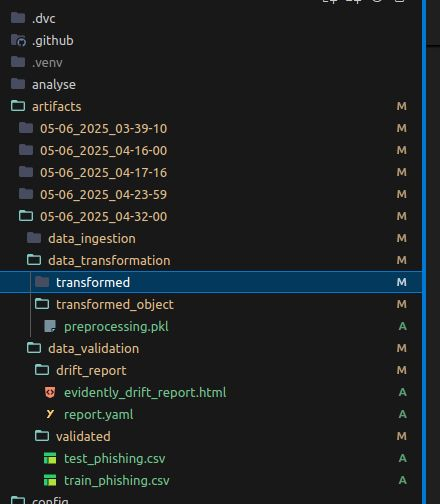 .dvc
.github
.venv
analyse
artifacts M
05-06_2025_03-39-10 M
05-06_2025_04-16-00 M
05-06_2025_04-17-16 M
05-06_2025_04-23-59 M
05-06_2025_04-32-00 M
data_ingestion M
data_transformation M
transformed M
transformed_object M
preprocessing.pkl A
data_validation M
drift_report M
evidently_drift_report.html A
report.yaml A
validated M
test_phishing.csv A
train_phishing.csv A
config